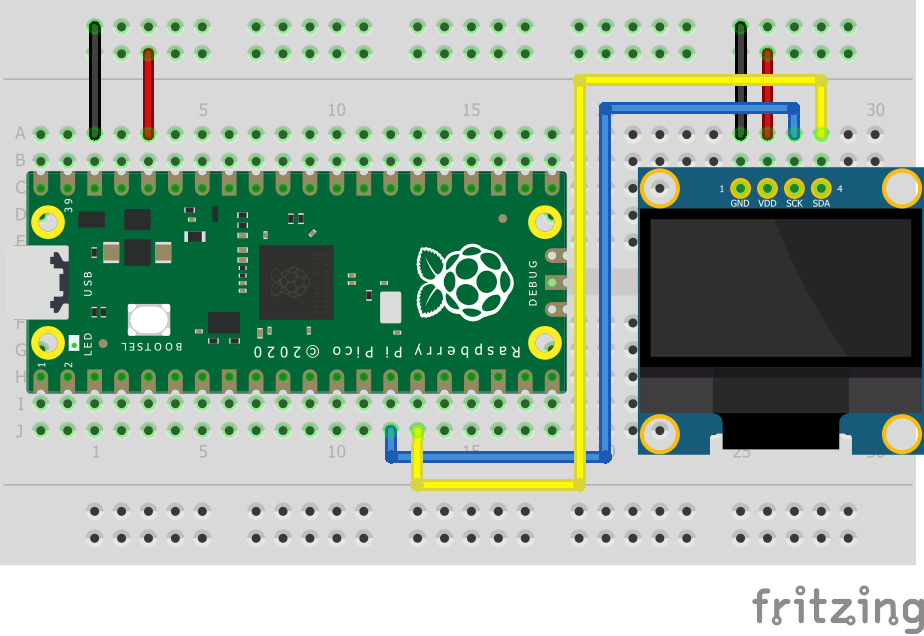 5 10 15 30
A
B
C
D
E
F
G
H
I
J
39
USB
DEBUG
1 2 LED
BOOTSEL
Raspberry Pi Pico ©2020
1 4
GND VDD SCK SDA
1 5 10 15 25 30
fritzing